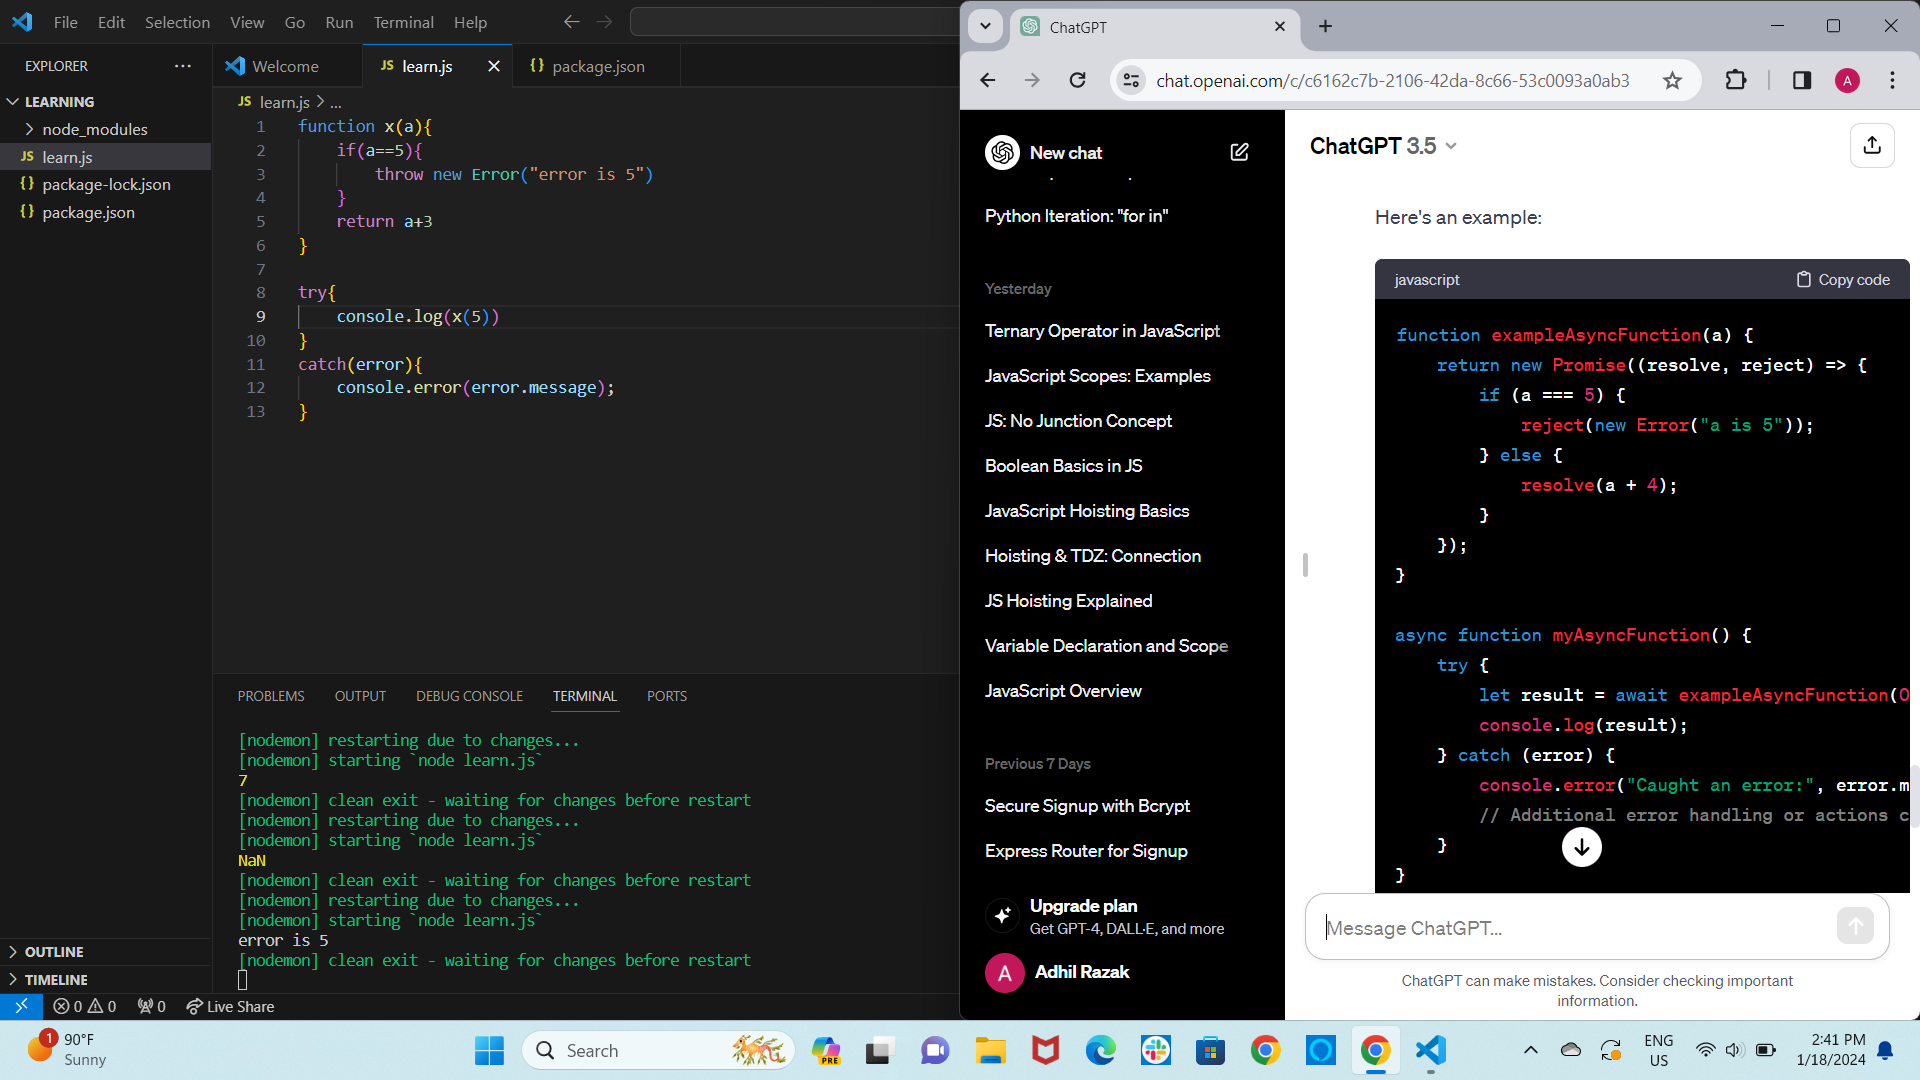 File Edit Selection View Go Run Terminal Help
EXPLORER
LEARNING
node_modules
JS learn.js
{} package-lock.json
{} package.json
OUTLINE
TIMELINE
Welcome
JS learn.js
{} package.json
JS learn.js > ...
1 function x(a){
2 if(a==5){
3 throw new Error("error is 5")
4 }
5 return a+3
6 }
7
8 try{
9 console.log(x(5))
10 }
11 catch(error){
12 console.error(error.message);
13 }
PROBLEMS OUTPUT DEBUG CONSOLE TERMINAL PORTS
[nodemon] restarting due to changes...
[nodemon] starting `node learn.js`
7
[nodemon] clean exit - waiting for changes before restart
[nodemon] restarting due to changes...
[nodemon] starting `node learn.js`
NaN
[nodemon] clean exit - waiting for changes before restart
[nodemon] restarting due to changes...
[nodemon] starting `node learn.js`
error is 5
[nodemon] clean exit - waiting for changes before restart
0 0 0 Live Share
ChatGPT
chat.openai.com/c/c6162c7b-2106-42da-8c66-53c0093a0ab3
A
New chat
Python Iteration: "for in"
Yesterday
Ternary Operator in JavaScript
JavaScript Scopes: Examples
JS: No Junction Concept
Boolean Basics in JS
JavaScript Hoisting Basics
Hoisting & TDZ: Connection
JS Hoisting Explained
Variable Declaration and Scope
JavaScript Overview
Previous 7 Days
Secure Signup with Bcrypt
Express Router for Signup
Upgrade plan
Get GPT-4, DALL·E, and more
A Adhil Razak
ChatGPT 3.5
Here's an example:
javascript Copy code
function exampleAsyncFunction(a) {
return new Promise((resolve, reject) => {
if (a === 5) {
reject(new Error("a is 5"));
} else {
resolve(a + 4);
}
});
}
async function myAsyncFunction() {
try {
let result = await exampleAsyncFunction(
console.log(result);
} catch (error) {
console.error("Caught an error:", error.m
// Additional error handling or actions c
}
}
Message ChatGPT...
ChatGPT can make mistakes. Consider checking important
information.
1 90°F
Sunny
Search
PRE
ENG
US
2:41 PM
1/18/2024